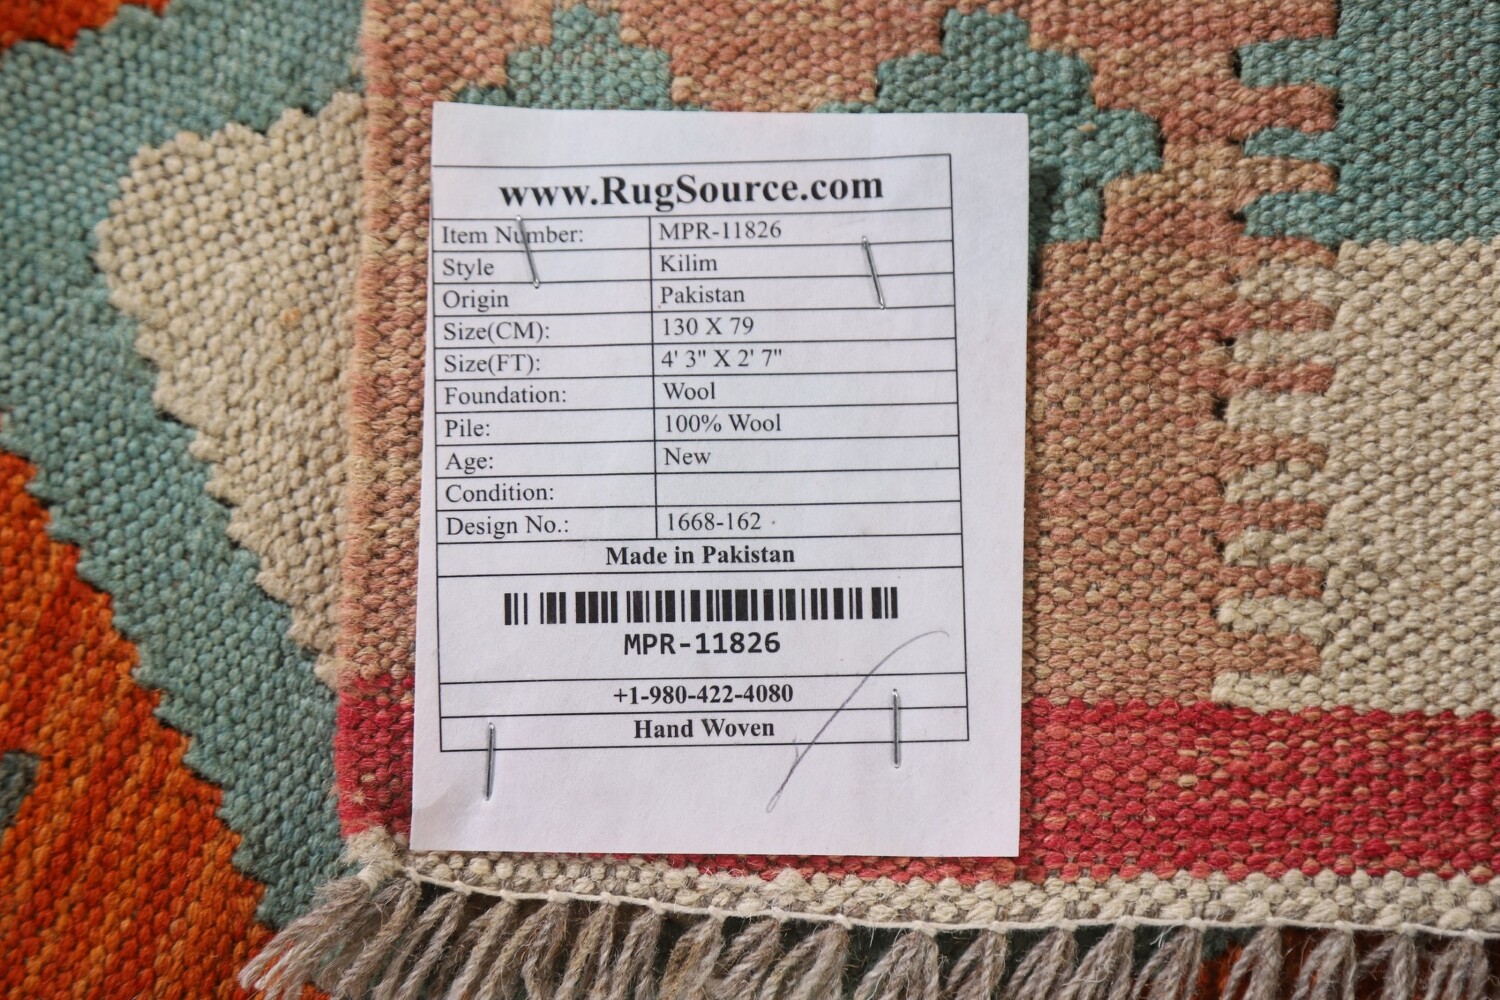 www.RugSource.com
Item Number: MPR-11826
Style Kilim
Origin Pakistan
Size(CM): 130 X 79
Size(FT): 4' 3" X 2' 7"
Foundation: Wool
Pile: 100% Wool
Age: New
Condition:
Design No.: 1668-162
Made in Pakistan
MPR-11826
+1-980-422-4080
Hand Woven